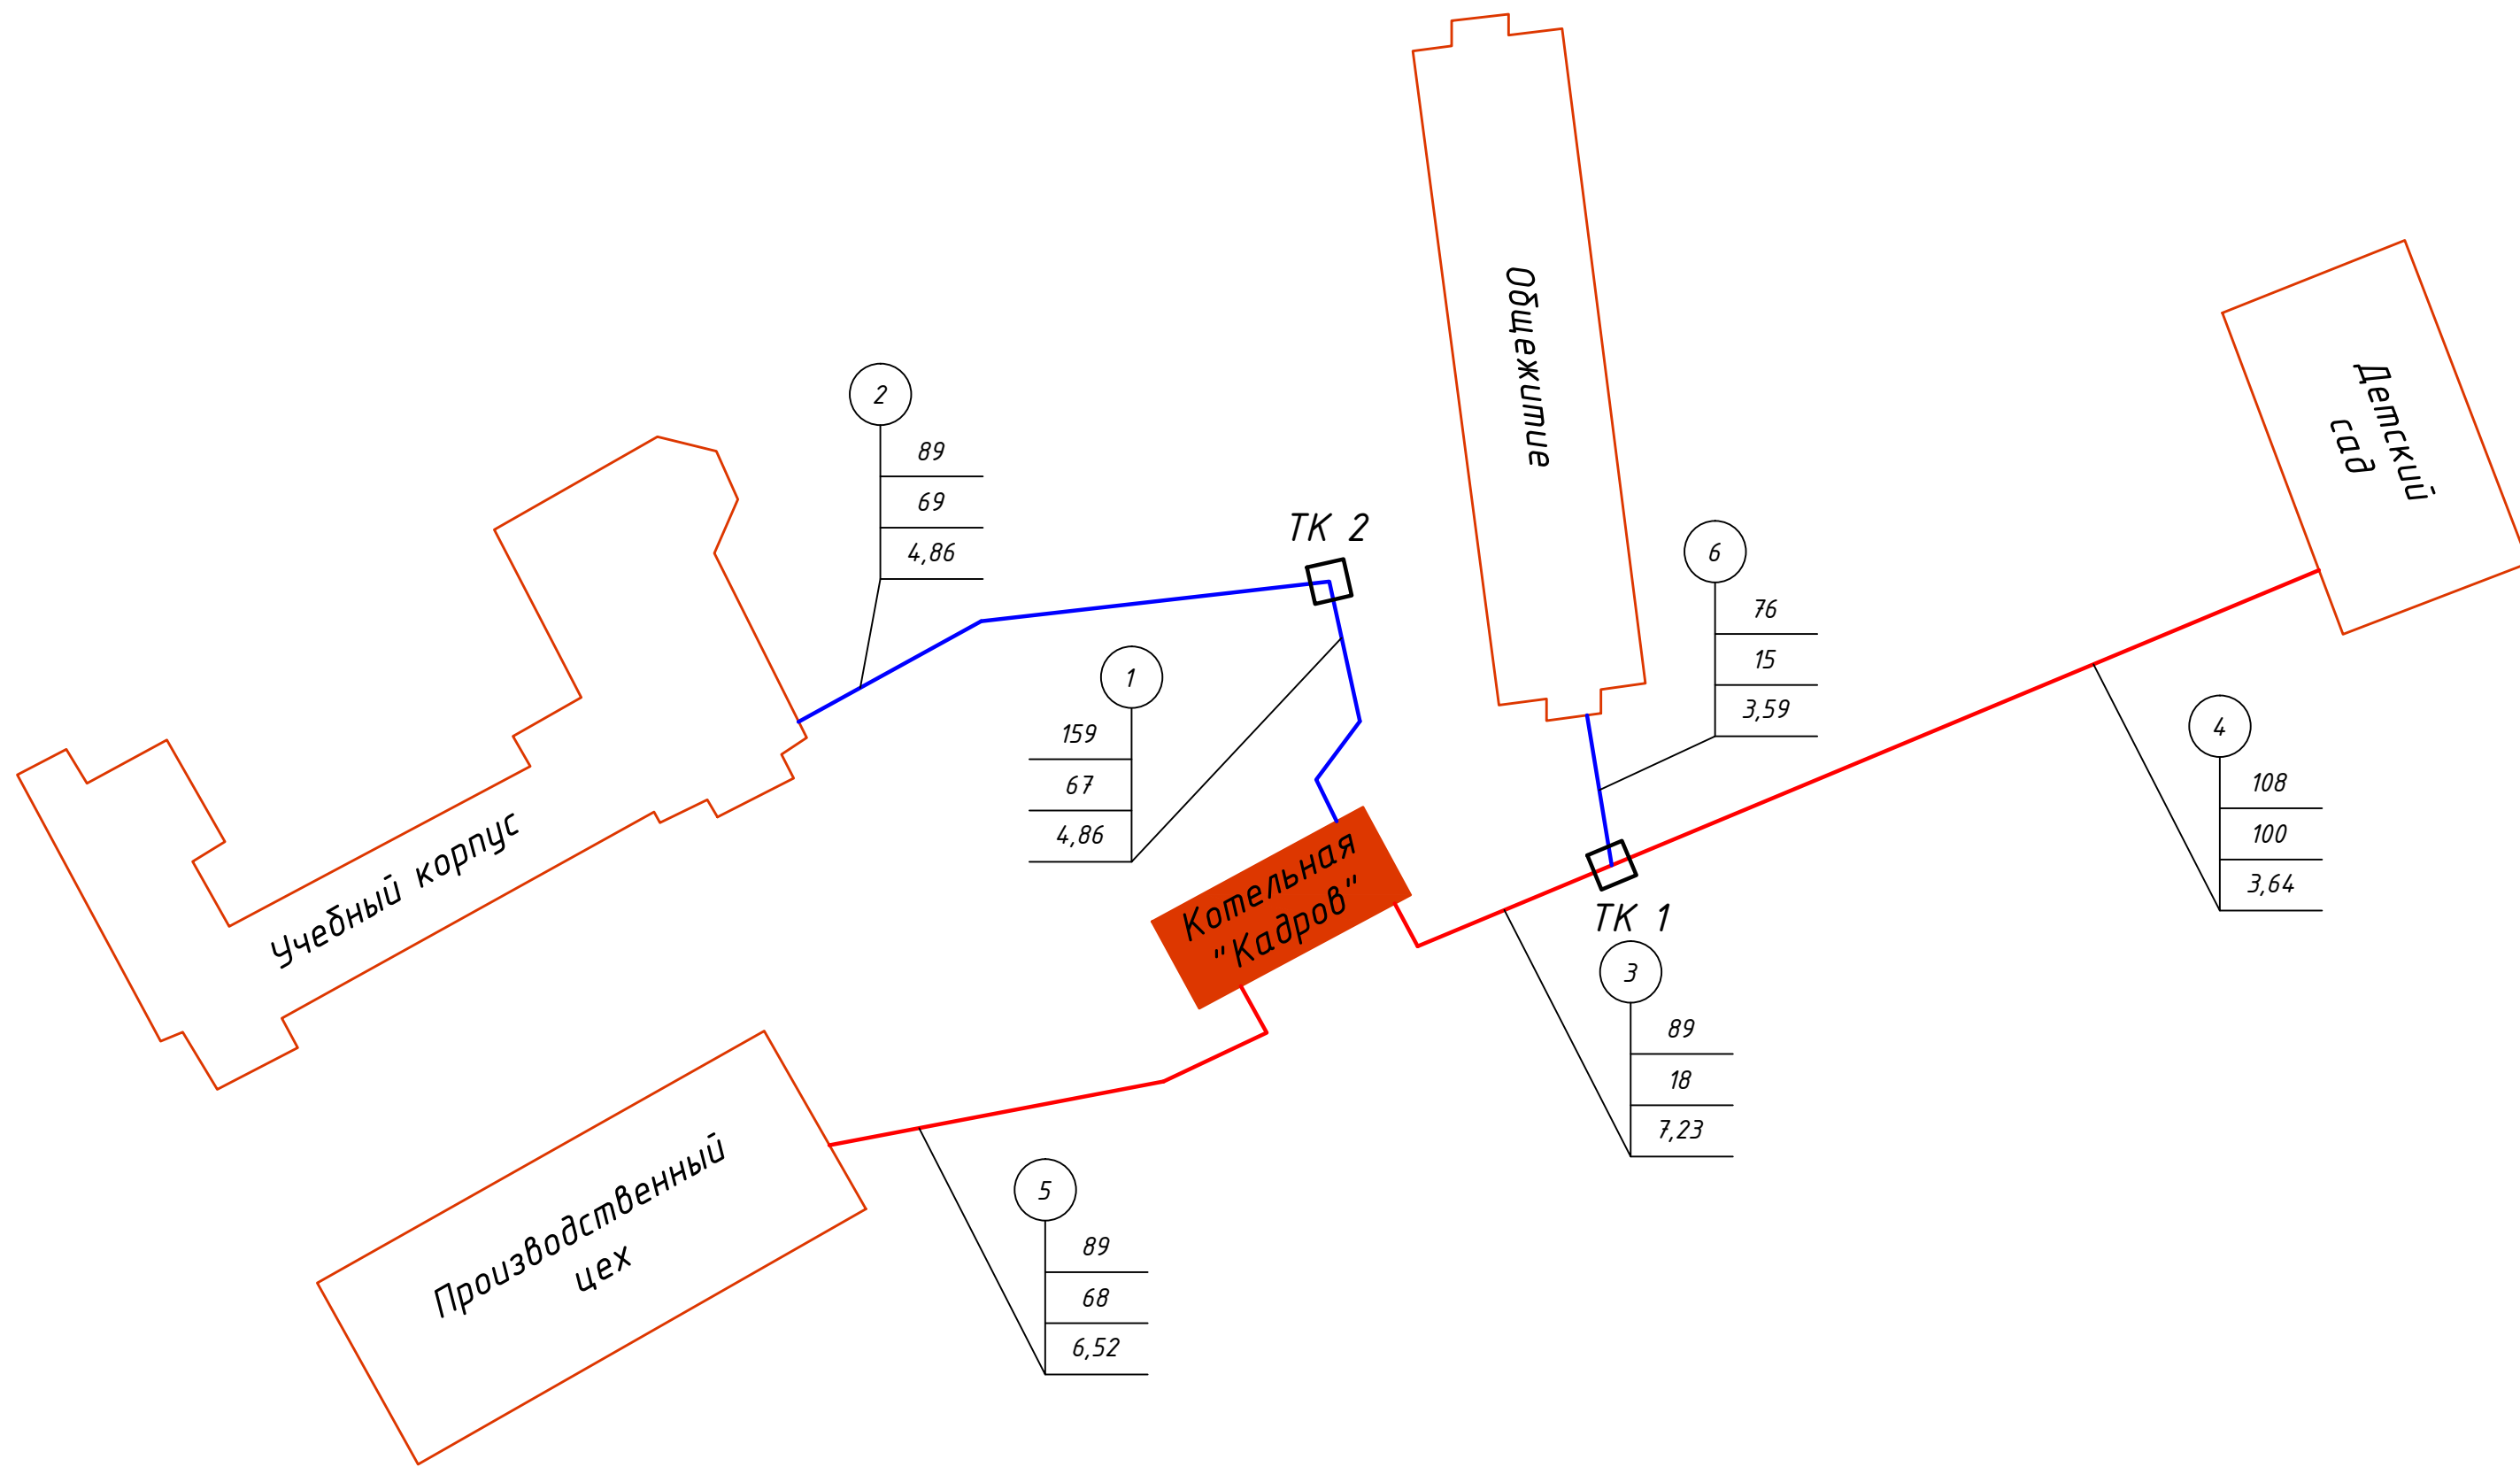 Общежитие
Детский
сад
2
89
69
4,86
ТК 2
6
76
15
3,59
1
159
67
4,86
4
108
100
3,64
Учебный корпус
Котельная
"Кадров"
ТК 1
3
89
18
7,23
Производственный
цех
5
89
68
6,52